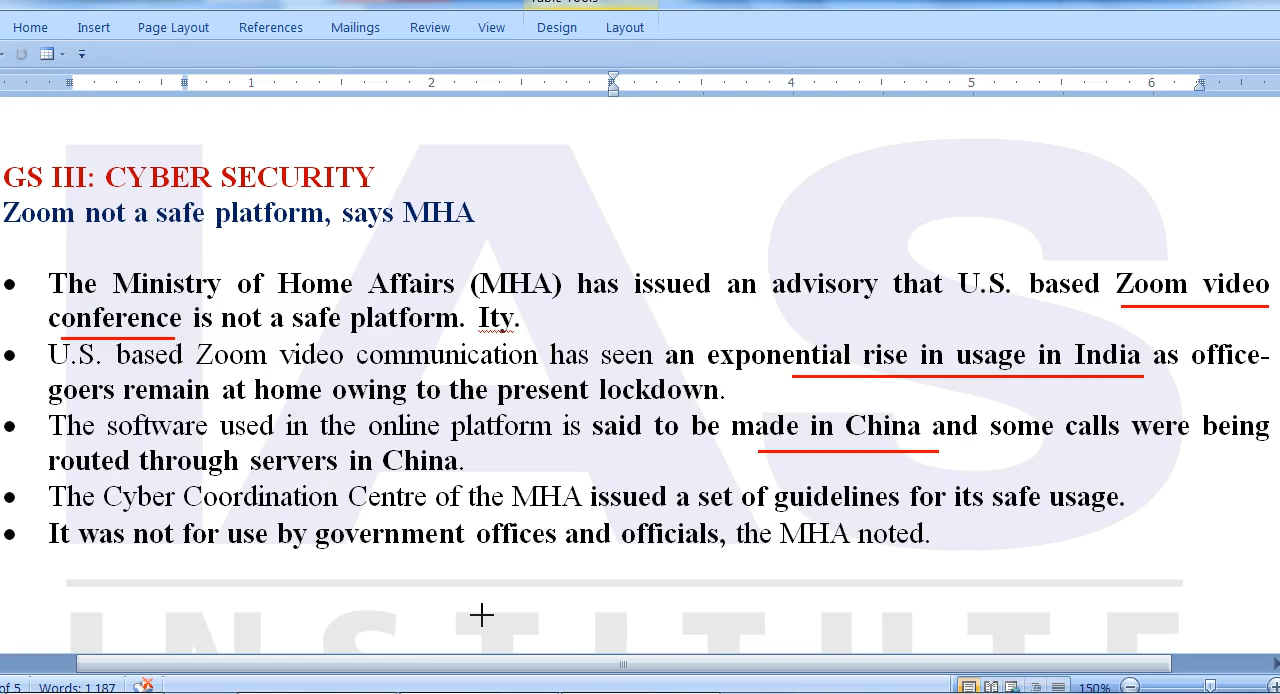 Table Tools
Home Insert Page Layout References Mailings Review View Design Layout
1 2 4 5 6
GS III: CYBER SECURITY
Zoom not a safe platform, says MHA
• The Ministry of Home Affairs (MHA) has issued an advisory that U.S. based Zoom video
conference is not a safe platform. Ity.
• U.S. based Zoom video communication has seen an exponential rise in usage in India as office-
goers remain at home owing to the present lockdown.
• The software used in the online platform is said to be made in China and some calls were being
routed through servers in China.
• The Cyber Coordination Centre of the MHA issued a set of guidelines for its safe usage.
• It was not for use by government offices and officials, the MHA noted.
IAS
INSTITUTE
of 5 Words: 1,187 150%